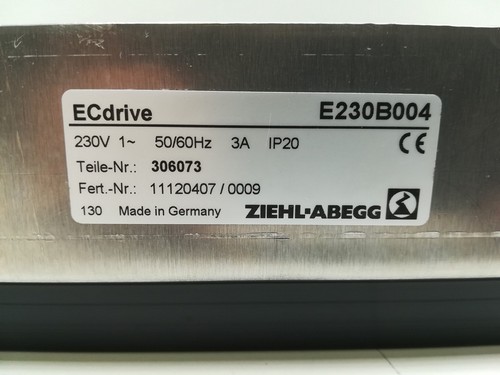 ECdrive E230B004
230V 1~ 50/60Hz 3A IP20 CE
Teile-Nr.: 306073
Fert.-Nr.: 11120407 / 0009
130 Made in Germany ZIEHL-ABEGG